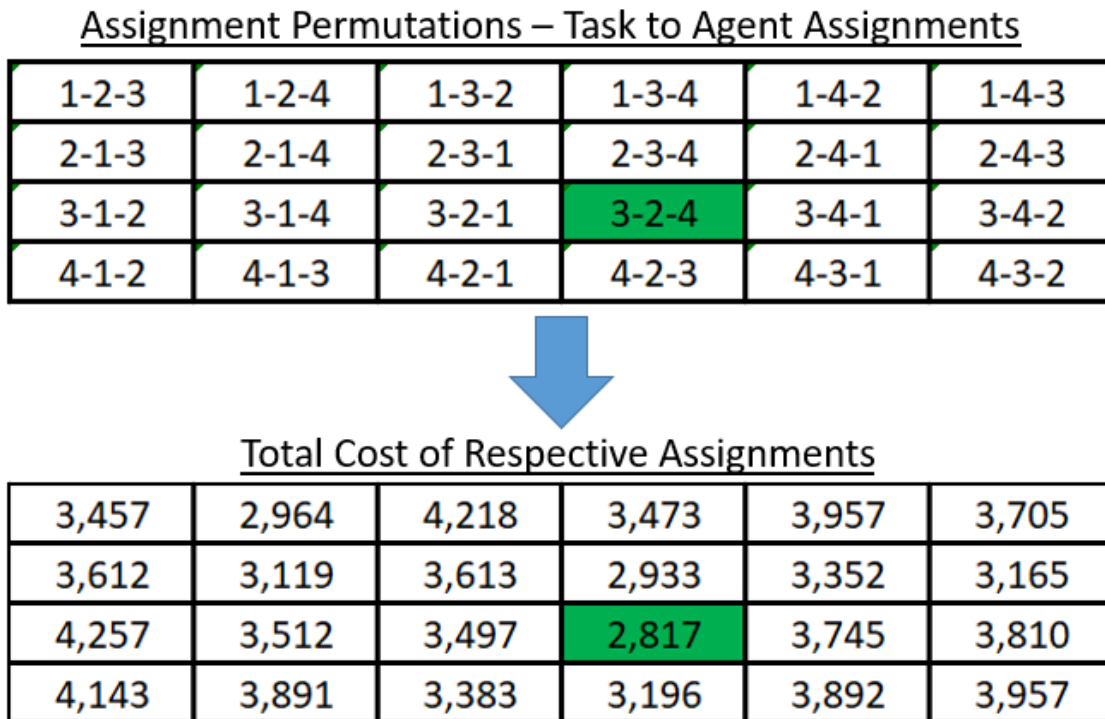 Assignment Permutations – Task to Agent Assignments
1-2-3 1-2-4 1-3-2 1-3-4 1-4-2 1-4-3
2-1-3 2-1-4 2-3-1 2-3-4 2-4-1 2-4-3
3-1-2 3-1-4 3-2-1 3-2-4 3-4-1 3-4-2
4-1-2 4-1-3 4-2-1 4-2-3 4-3-1 4-3-2
Total Cost of Respective Assignments
3,457 2,964 4,218 3,473 3,957 3,705
3,612 3,119 3,613 2,933 3,352 3,165
4,257 3,512 3,497 2,817 3,745 3,810
4,143 3,891 3,383 3,196 3,892 3,957